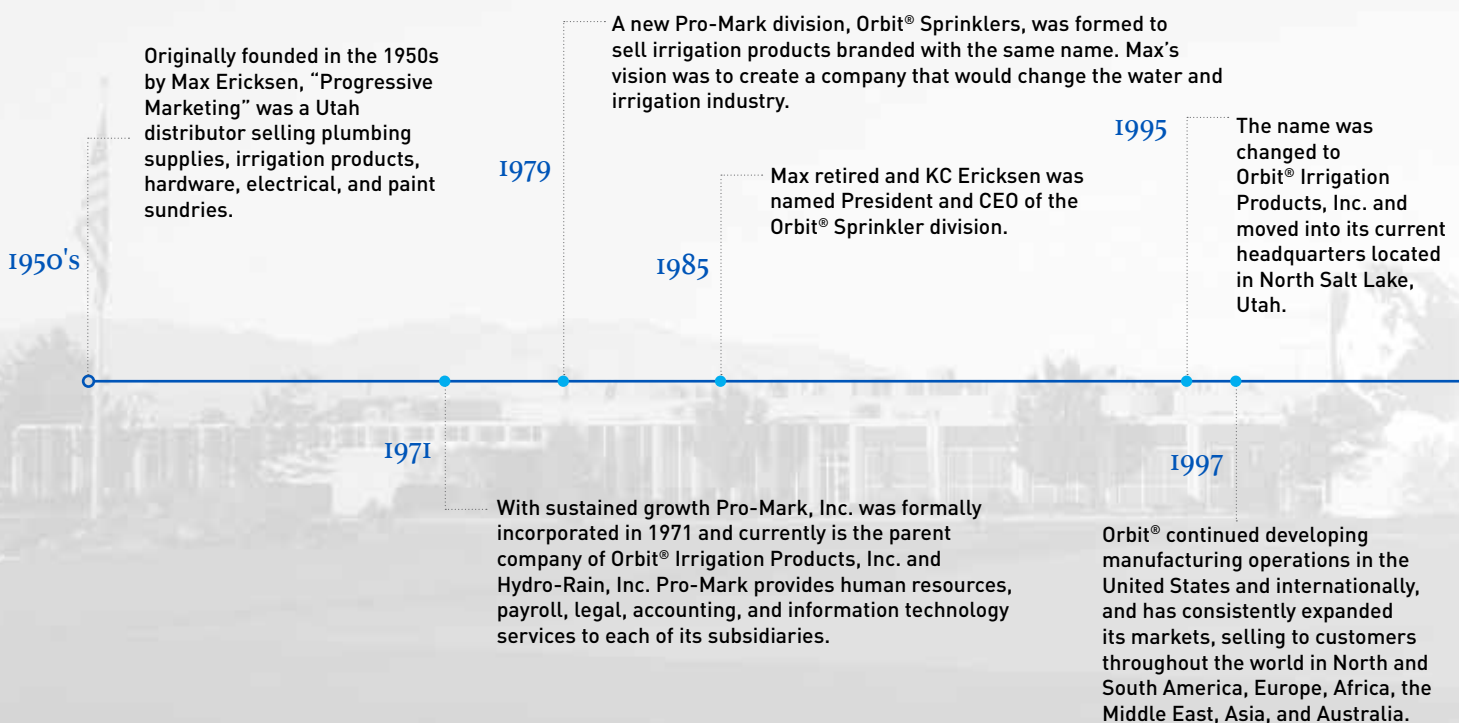 1950's
Originally founded in the 1950s
by Max Ericksen, “Progressive
Marketing” was a Utah
distributor selling plumbing
supplies, irrigation products,
hardware, electrical, and paint
sundries.
1971
With sustained growth Pro-Mark, Inc. was formally
incorporated in 1971 and currently is the parent
company of Orbit® Irrigation Products, Inc. and
Hydro-Rain, Inc. Pro-Mark provides human resources,
payroll, legal, accounting, and information technology
services to each of its subsidiaries.
1979
A new Pro-Mark division, Orbit® Sprinklers, was formed to
sell irrigation products branded with the same name. Max’s
vision was to create a company that would change the water and
irrigation industry.
1985
Max retired and KC Ericksen was
named President and CEO of the
Orbit® Sprinkler division.
1995
The name was
changed to
Orbit® Irrigation
Products, Inc. and
moved into its current
headquarters located
in North Salt Lake,
Utah.
1997
Orbit® continued developing
manufacturing operations in the
United States and internationally,
and has consistently expanded
its markets, selling to customers
throughout the world in North and
South America, Europe, Africa, the
Middle East, Asia, and Australia.